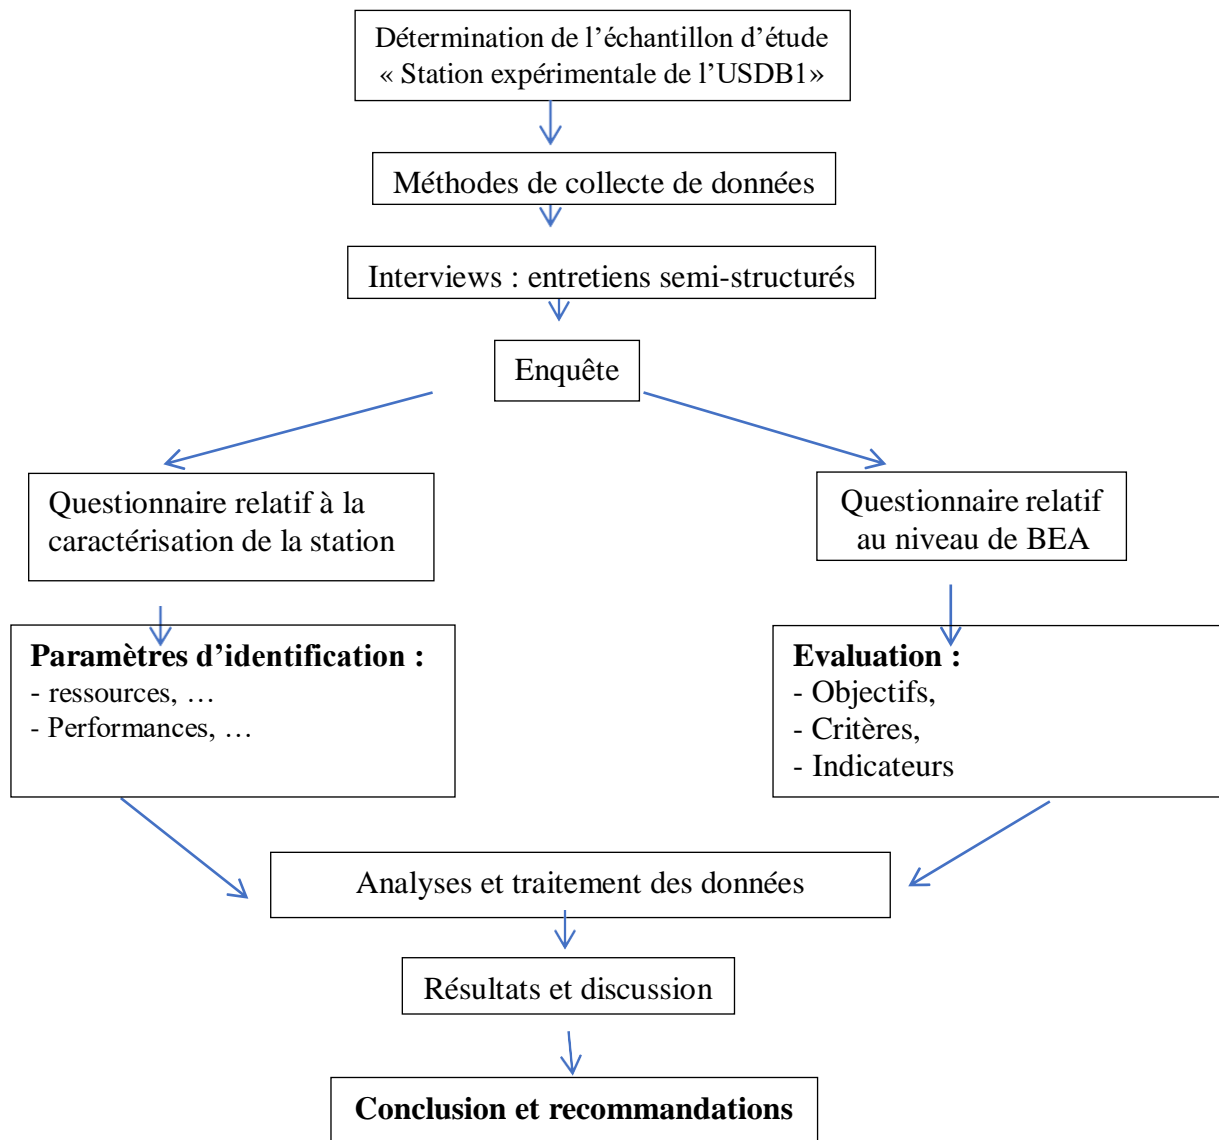 Détermination de l’échantillon d’étude
« Station expérimentale de l’USDB1»
Méthodes de collecte de données
Interviews : entretiens semi-structurés
Enquête
Questionnaire relatif à la
caractérisation de la station
Questionnaire relatif
au niveau de BEA
Paramètres d’identification :
- ressources, …
- Performances, …
Evaluation :
- Objectifs,
- Critères,
- Indicateurs
Analyses et traitement des données
Résultats et discussion
Conclusion et recommandations